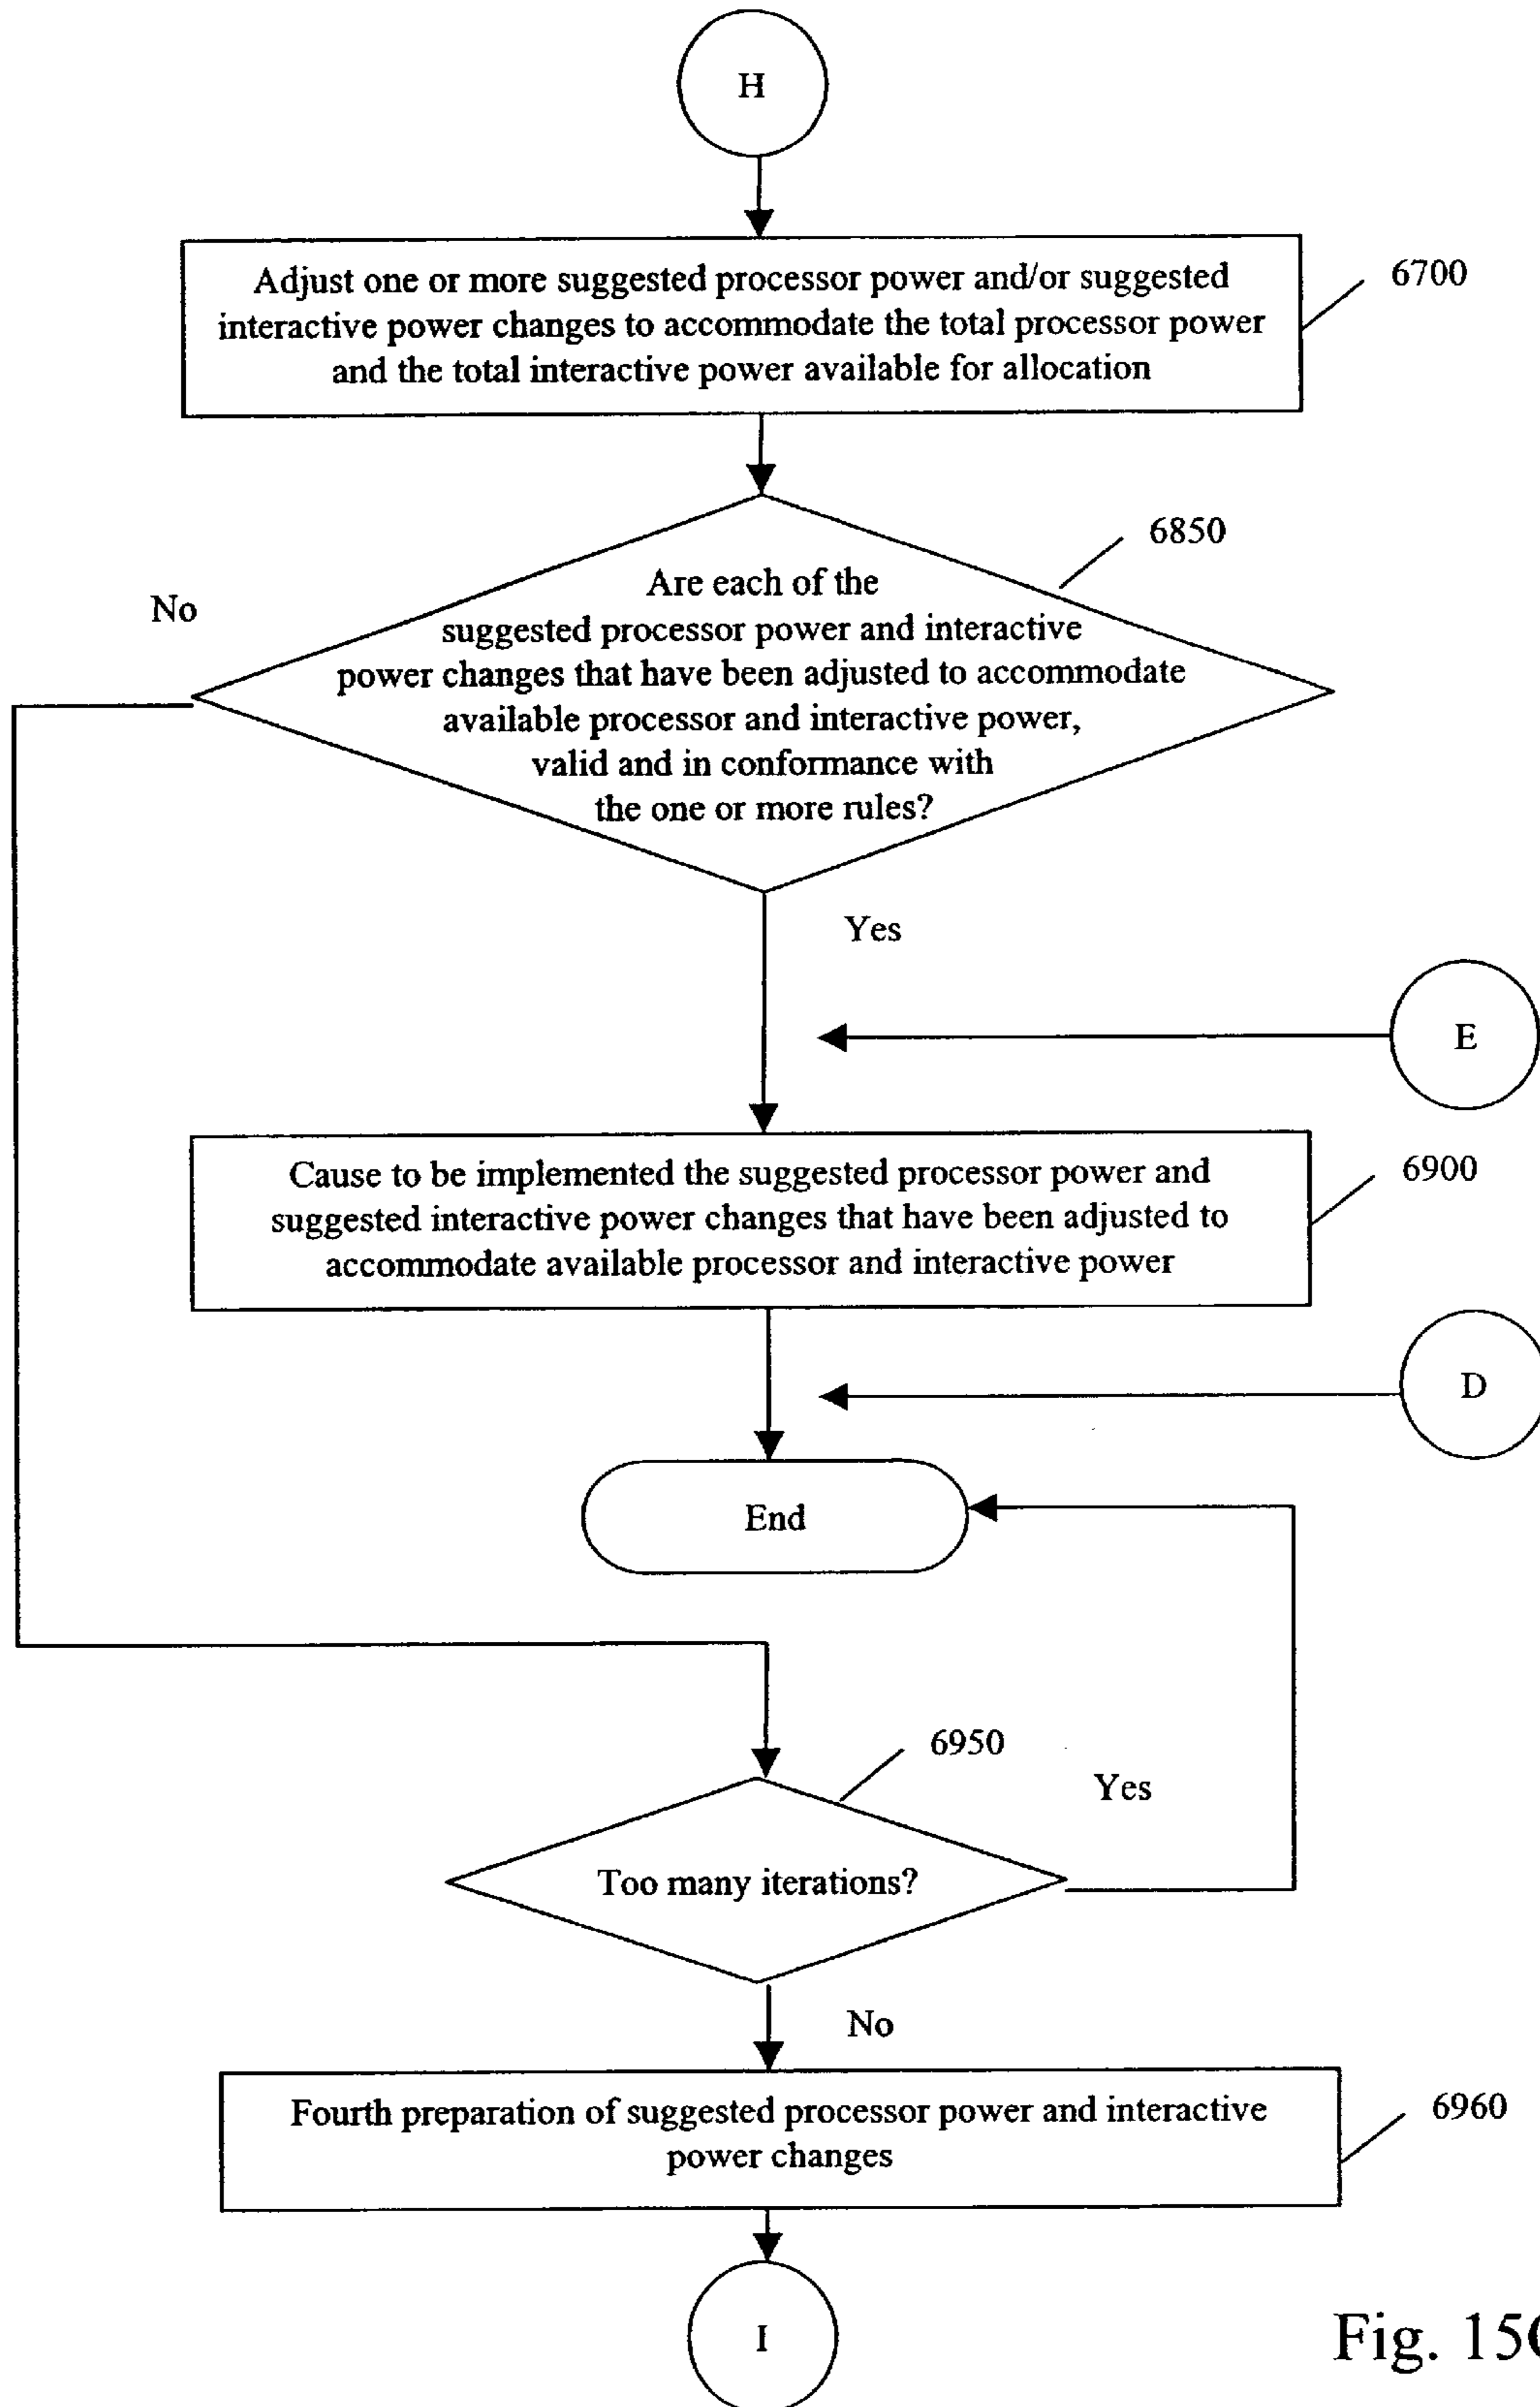 H
Adjust one or more suggested processor power and/or suggested
interactive power changes to accommodate the total processor power
and the total interactive power available for allocation
6700
6850
No
Are each of the
suggested processor power and interactive
power changes that have been adjusted to accommodate
available processor and interactive power,
valid and in conformance with
the one or more rules?
Yes
E
Cause to be implemented the suggested processor power and
suggested interactive power changes that have been adjusted to
accommodate available processor and interactive power
6900
D
End
6950
Yes
Too many iterations?
No
Fourth preparation of suggested processor power and interactive
power changes
6960
I
Fig.